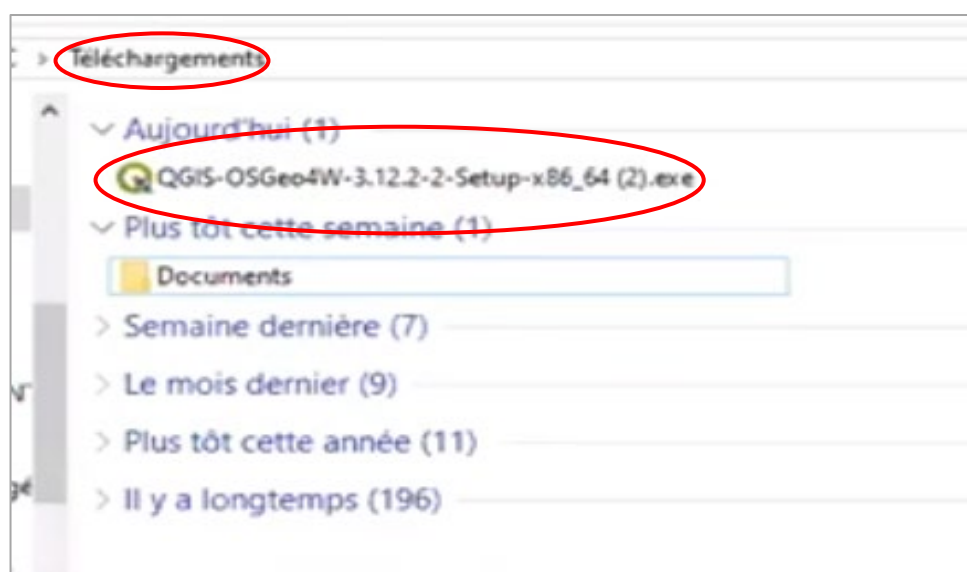 > Téléchargements
Aujourd'hui (1)
QGIS-OSGeo4W-3.12.2-2-Setup-x86_64 (2).exe
Plus tôt cette semaine (1)
Documents
Semaine dernière (7)
Le mois dernier (9)
Plus tôt cette année (11)
Il y a longtemps (196)